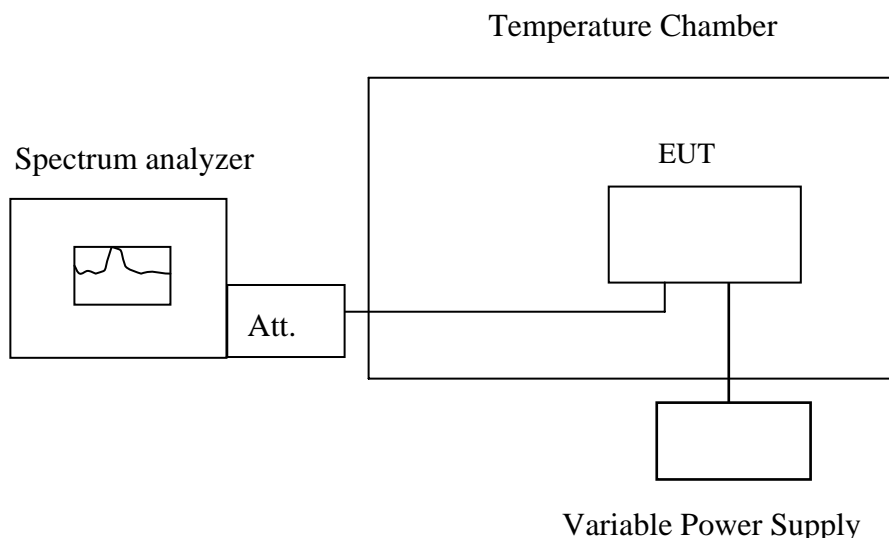 Temperature Chamber
Spectrum analyzer
EUT
Att.
Variable Power Supply